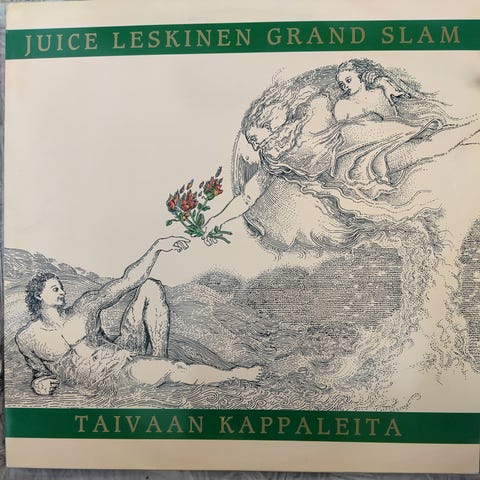 JUICE LESKINEN GRAND SLAM
TAIVAAN KAPPALEITA